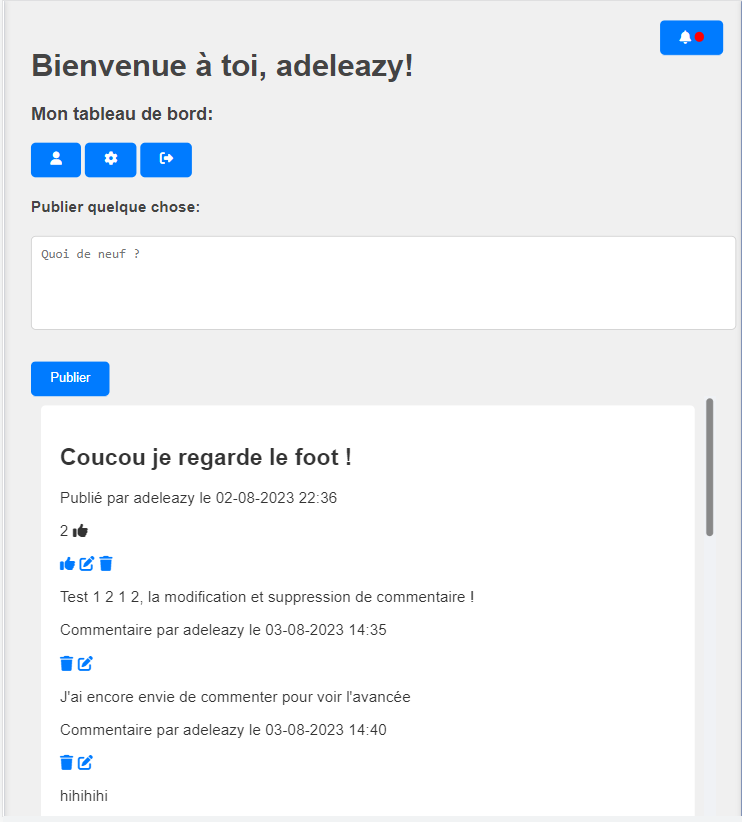 Bienvenue à toi, adeleazy!
Mon tableau de bord:
Publier quelque chose:
Quoi de neuf ?
Publier
Coucou je regarde le foot !
Publié par adeleazy le 02-08-2023 22:36
2
Test 1 2 1 2, la modification et suppression de commentaire !
Commentaire par adeleazy le 03-08-2023 14:35
J'ai encore envie de commenter pour voir l'avancée
Commentaire par adeleazy le 03-08-2023 14:40
hihihihi